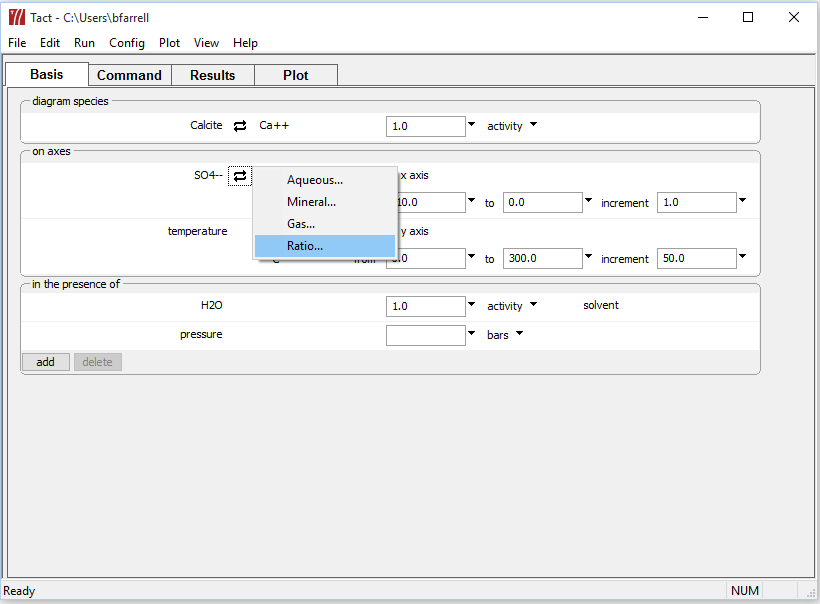 Tact - C:\Users\bfarrell
File Edit Run Config Plot View Help
Basis Command Results Plot
diagram species
Calcite Ca++ 1.0 activity
on axes
SO4-- x axis
Aqueous...
Mineral...
10.0 to 0.0 increment 1.0
Gas...
temperature y axis
Ratio...
C from to 300.0 increment 50.0
in the presence of
H2O 1.0 activity solvent
pressure bars
add delete
Ready NUM